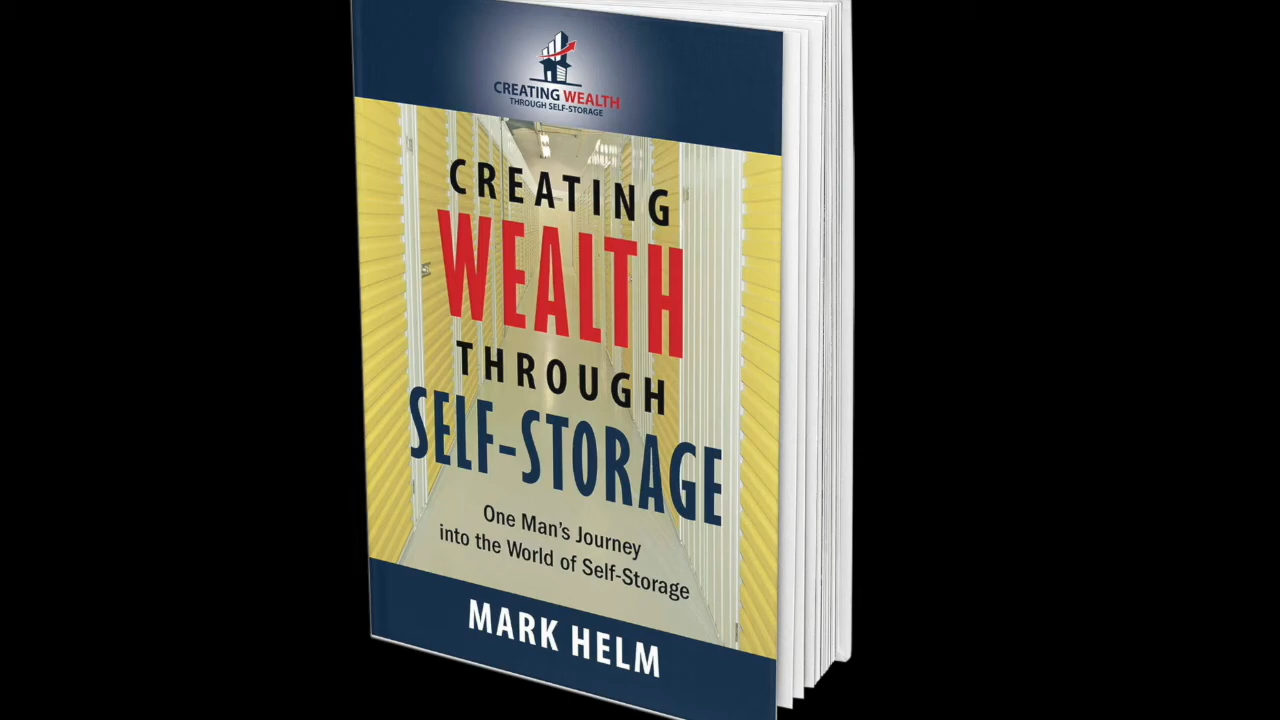 CREATING WEALTH
THROUGH SELF-STORAGE
CREATING
WEALTH
THROUGH
SELF-STORAGE
One Man's Journey
into the World of Self-Storage
MARK HELM